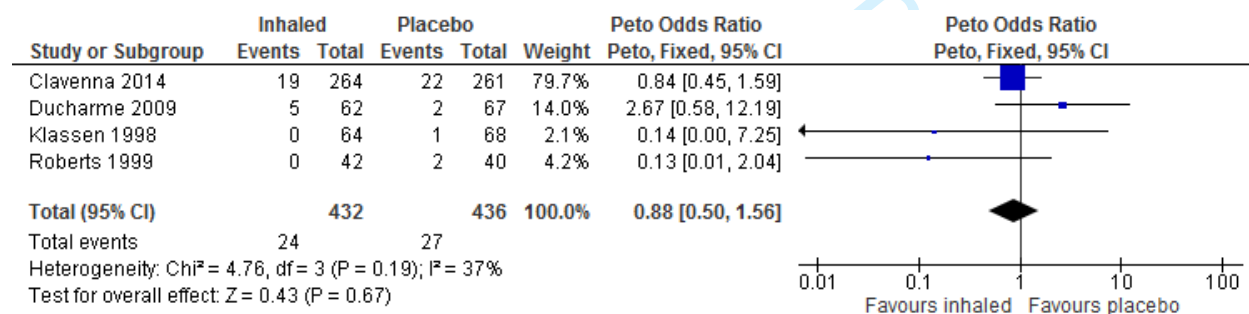 Inhaled Placebo Peto Odds Ratio Peto Odds Ratio
Study or Subgroup Events Total Events Total Weight Peto, Fixed, 95% CI Peto, Fixed, 95% CI
Clavenna 2014 19 264 22 261 79.7% 0.84 [0.45, 1.59]
Ducharme 2009 5 62 2 67 14.0% 2.67 [0.58, 12.19]
Klassen 1998 0 64 1 68 2.1% 0.14 [0.00, 7.25]
Roberts 1999 0 42 2 40 4.2% 0.13 [0.01, 2.04]
Total (95% CI) 432 436 100.0% 0.88 [0.50, 1.56]
Total events 24 27
Heterogeneity: Chi² = 4.76, df = 3 (P = 0.19); I² = 37%
Test for overall effect: Z = 0.43 (P = 0.67)
0.01 0.1 1 10 100
Favours inhaled Favours placebo